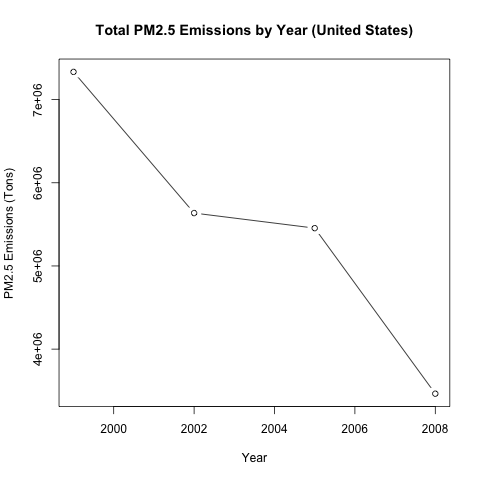 Total PM2.5 Emissions by Year (United States)
PM2.5 Emissions (Tons)
7e+06
6e+06
5e+06
4e+06
2000 2002 2004 2006 2008
Year